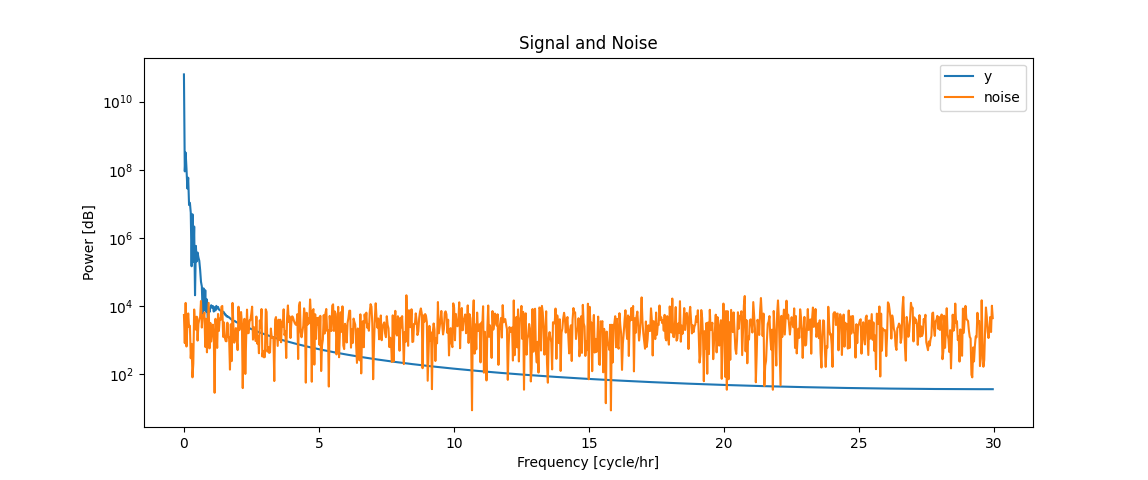 Signal and Noise
y
noise
Power [dB]
10^10
10^8
10^6
10^4
10^2
0 5 10 15 20 25 30
Frequency [cycle/hr]